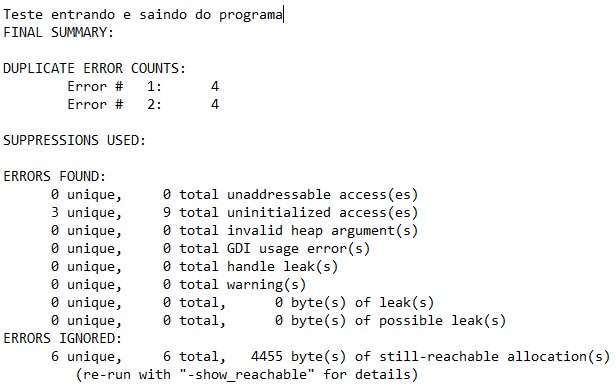 Teste entrando e saindo do programa
FINAL SUMMARY:
DUPLICATE ERROR COUNTS:
        Error #   1:      4
        Error #   2:      4
SUPPRESSIONS USED:
ERRORS FOUND:
      0 unique,     0 total unaddressable access(es)
      3 unique,     9 total uninitialized access(es)
      0 unique,     0 total invalid heap argument(s)
      0 unique,     0 total GDI usage error(s)
      0 unique,     0 total handle leak(s)
      0 unique,     0 total warning(s)
      0 unique,     0 total,      0 byte(s) of leak(s)
      0 unique,     0 total,      0 byte(s) of possible leak(s)
ERRORS IGNORED:
      6 unique,     6 total,   4455 byte(s) of still-reachable allocation(s)
         (re-run with "-show_reachable" for details)